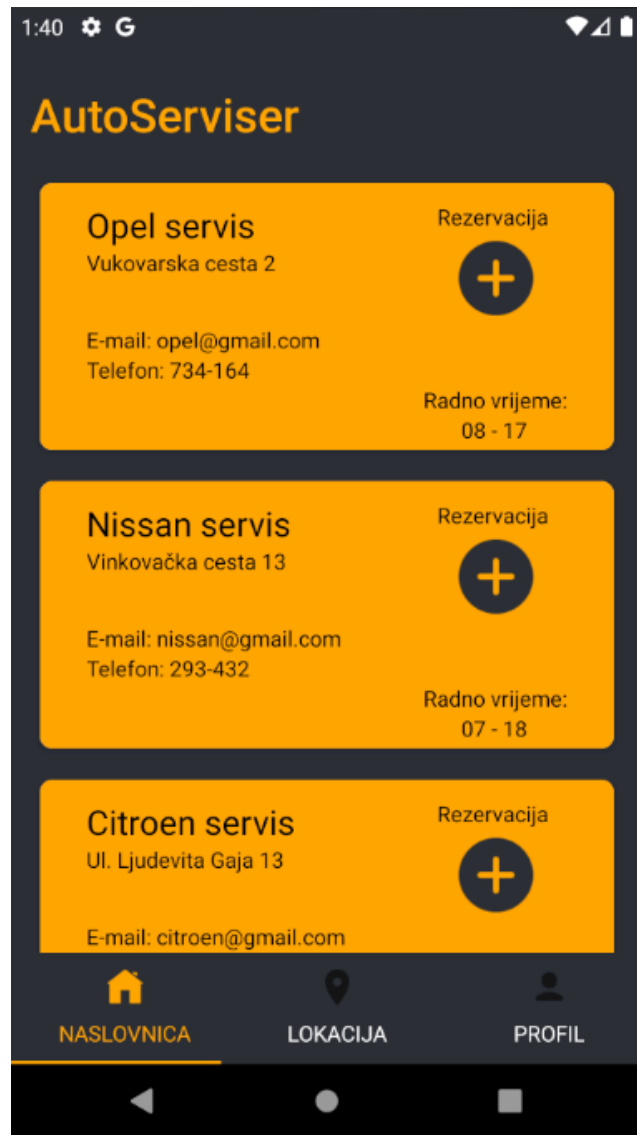 1:40 G
AutoServiser
Opel servis
Vukovarska cesta 2
Rezervacija
E-mail: opel@gmail.com
Telefon: 734-164
Radno vrijeme:
08 - 17
Nissan servis
Vinkovačka cesta 13
Rezervacija
E-mail: nissan@gmail.com
Telefon: 293-432
Radno vrijeme:
07 - 18
Citroen servis
Ul. Ljudevita Gaja 13
Rezervacija
E-mail: citroen@gmail.com
NASLOVNICA
LOKACIJA
PROFIL